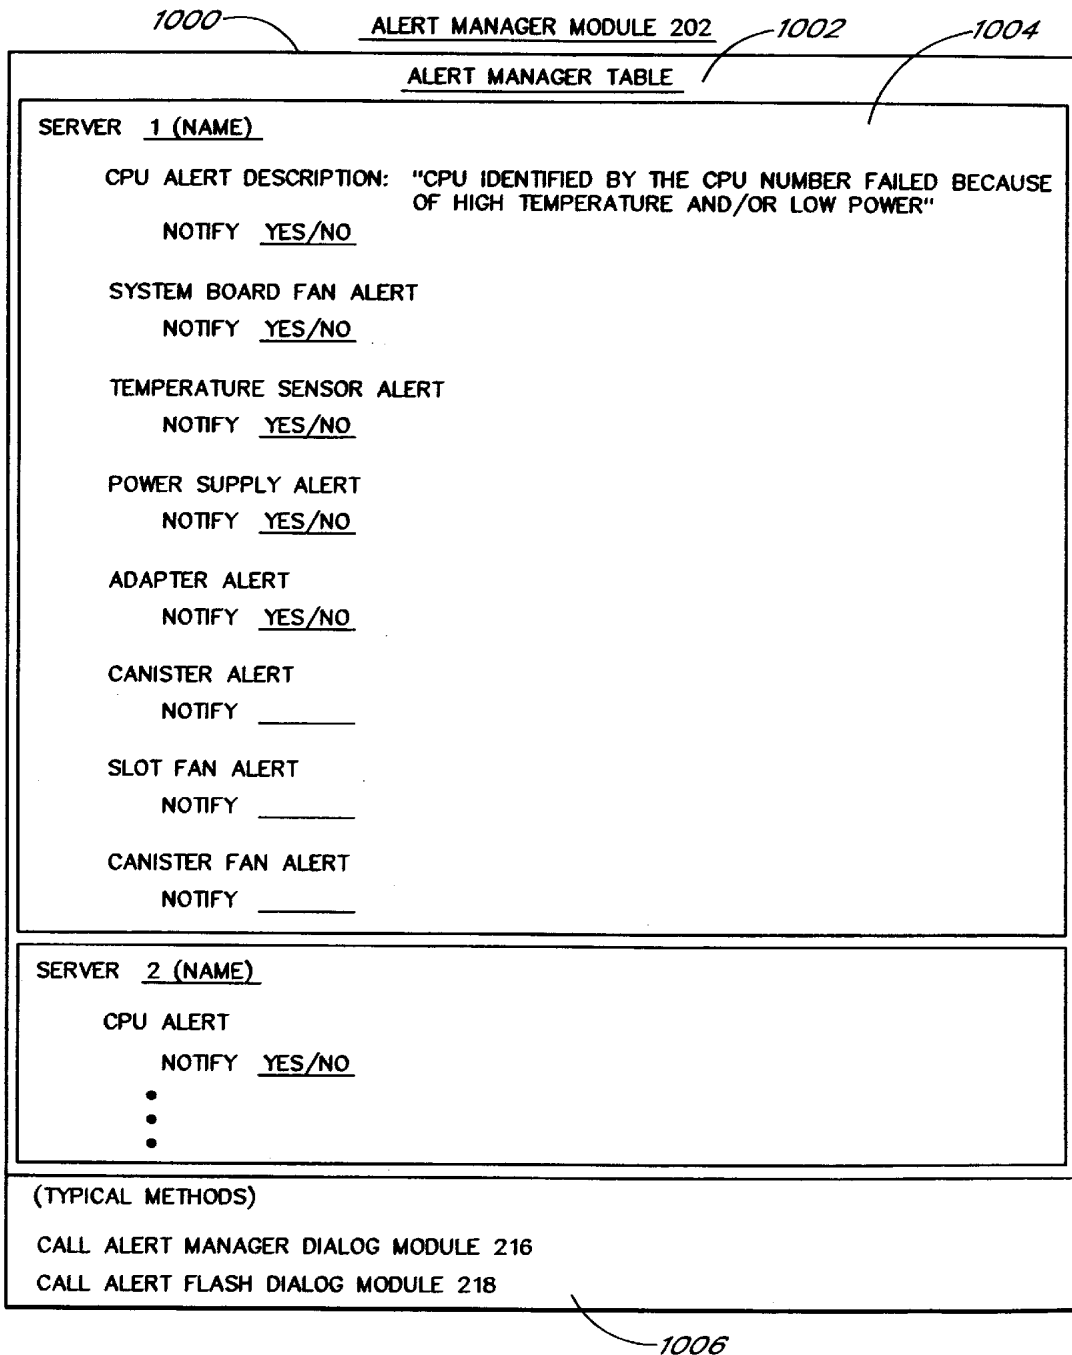 1000
ALERT MANAGER MODULE 202
1002
1004
ALERT MANAGER TABLE
SERVER 1 (NAME)
CPU ALERT DESCRIPTION: "CPU IDENTIFIED BY THE CPU NUMBER FAILED BECAUSE
OF HIGH TEMPERATURE AND/OR LOW POWER"
NOTIFY YES/NO
SYSTEM BOARD FAN ALERT
NOTIFY YES/NO
TEMPERATURE SENSOR ALERT
NOTIFY YES/NO
POWER SUPPLY ALERT
NOTIFY YES/NO
ADAPTER ALERT
NOTIFY YES/NO
CANISTER ALERT
NOTIFY
SLOT FAN ALERT
NOTIFY
CANISTER FAN ALERT
NOTIFY
SERVER 2 (NAME)
CPU ALERT
NOTIFY YES/NO
(TYPICAL METHODS)
CALL ALERT MANAGER DIALOG MODULE 216
CALL ALERT FLASH DIALOG MODULE 218
1006